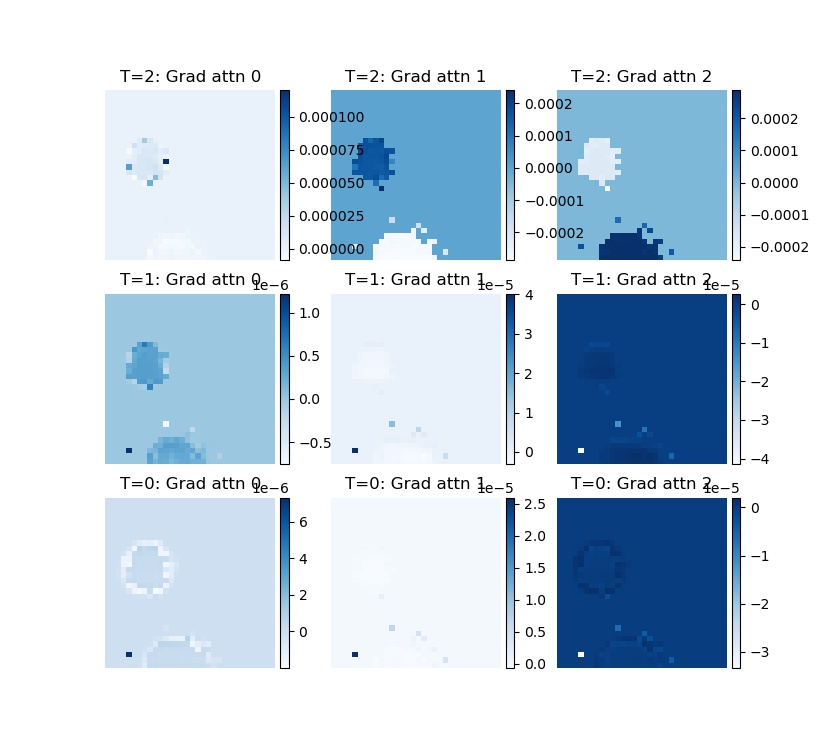 T=2: Grad attn 0
T=2: Grad attn 1
T=2: Grad attn 2
0.000100
0.000075
0.000050
0.000025
0.000000
0.0002
0.0001
0.0000
−0.0001
−0.0002
0.0002
0.0001
0.0000
−0.0001
−0.0002
T=1: Grad attn 0
1e−6
T=1: Grad attn 1
1e−5
T=1: Grad attn 2
1e−5
1.0
0.5
0.0
−0.5
4
3
2
1
0
0
−1
−2
−3
−4
T=0: Grad attn 0
1e−6
T=0: Grad attn 1
1e−5
T=0: Grad attn 2
1e−5
6
4
2
0
2.5
2.0
1.5
1.0
0.5
0.0
0
−1
−2
−3